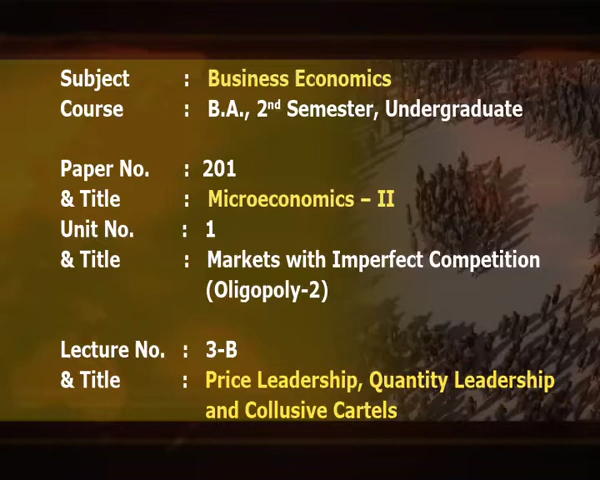 Subject : Business Economics
Course : B.A., 2nd Semester, Undergraduate
Paper No. : 201
& Title : Microeconomics – II
Unit No. : 1
& Title : Markets with Imperfect Competition
(Oligopoly-2)
Lecture No. : 3-B
& Title : Price Leadership, Quantity Leadership
and Collusive Cartels